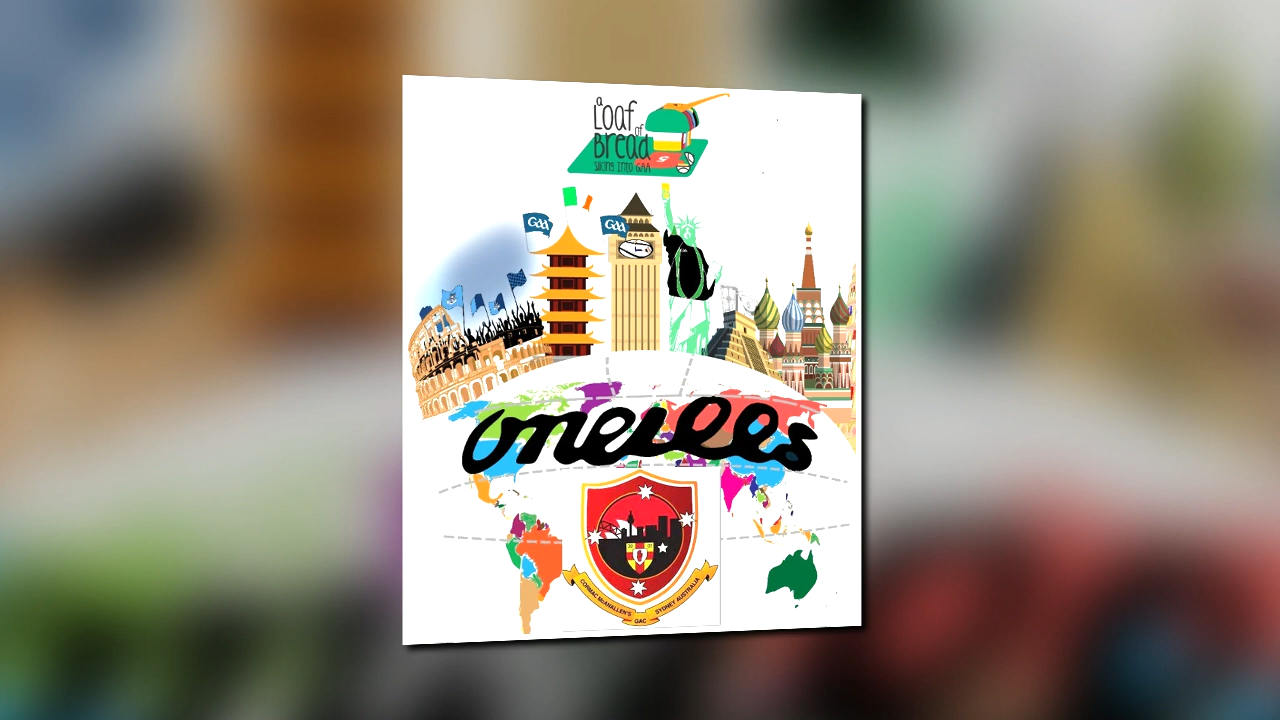 a
Loaf
of
Bread
Slicing Into GAA
GAA
GAA
oneills
CORMAC McANALLEN'S GAC SYDNEY AUSTRALIA